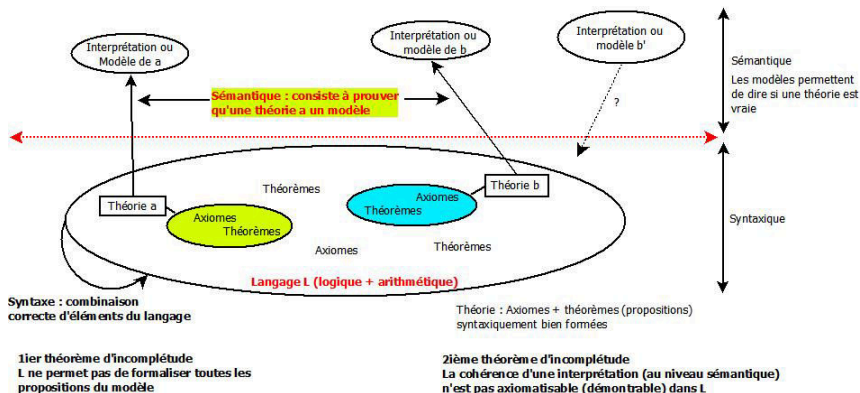 Interprétation ou
Modèle de a
Interprétation ou
modèle de b
Interprétation ou
modèle b'
Sémantique
Les modèles permettent
de dire si une théorie est
vraie
Sémantique : consiste à prouver
qu'une théorie a un modèle
?
Théorie a
Axiomes
Théorèmes
Théorèmes
Axiomes
Théorèmes
Théorie b
Axiomes
Théorèmes
Syntaxique
Langage L (logique + arithmétique)
Syntaxe : combinaison
correcte d'éléments du langage
Théorie : Axiomes + théorèmes (propositions)
syntaxiquement bien formées
1ier théorème d'incomplétude
L ne permet pas de formaliser toutes les
propositions du modèle
2ième théorème d'incomplétude
La cohérence d'une interprétation (au niveau sémantique)
n'est pas axiomatisable (démontrable) dans L